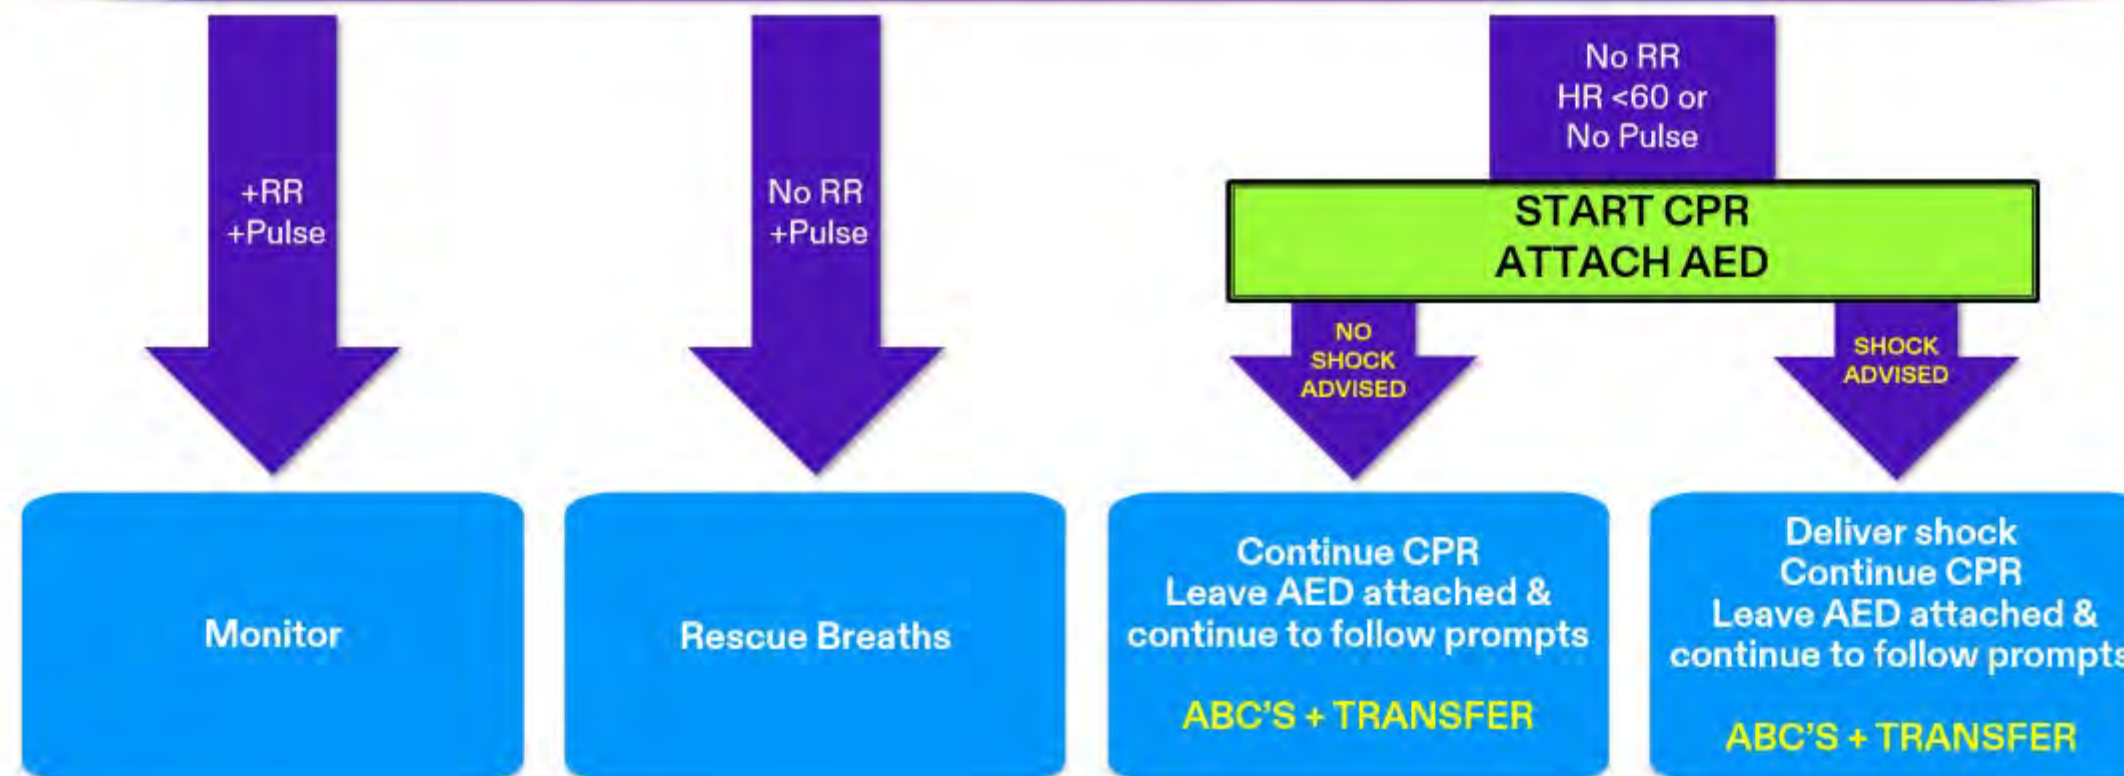 +RR
+Pulse
No RR
+Pulse
No RR
HR <60 or
No Pulse
START CPR
ATTACH AED
NO
SHOCK
ADVISED
SHOCK
ADVISED
Monitor
Rescue Breaths
Continue CPR
Leave AED attached &
continue to follow prompts
ABC'S + TRANSFER
Deliver shock
Continue CPR
Leave AED attached &
continue to follow prompts
ABC'S + TRANSFER